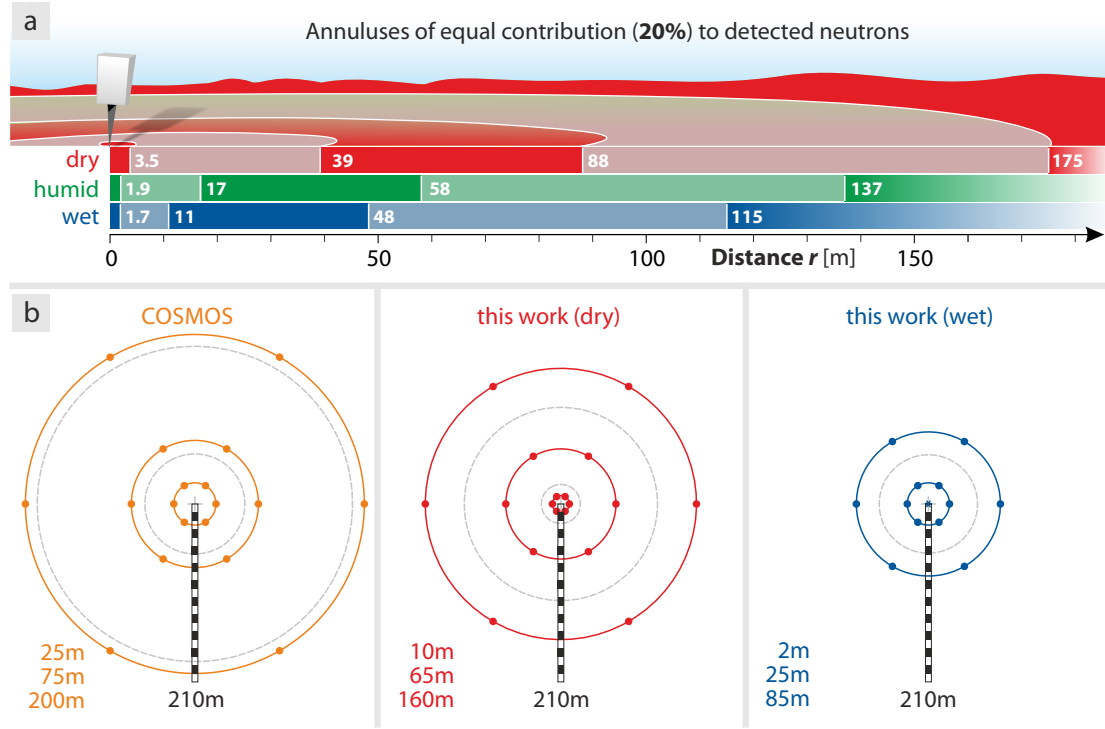 a
Annuluses of equal contribution (20%) to detected neutrons
dry 3.5 39 88 175
humid 1.9 17 58 137
wet 1.7 11 48 115
0 50 100 Distance r [m] 150
b
COSMOS
25m
75m
200m
210m
this work (dry)
10m
65m
160m
210m
this work (wet)
2m
25m
85m
210m